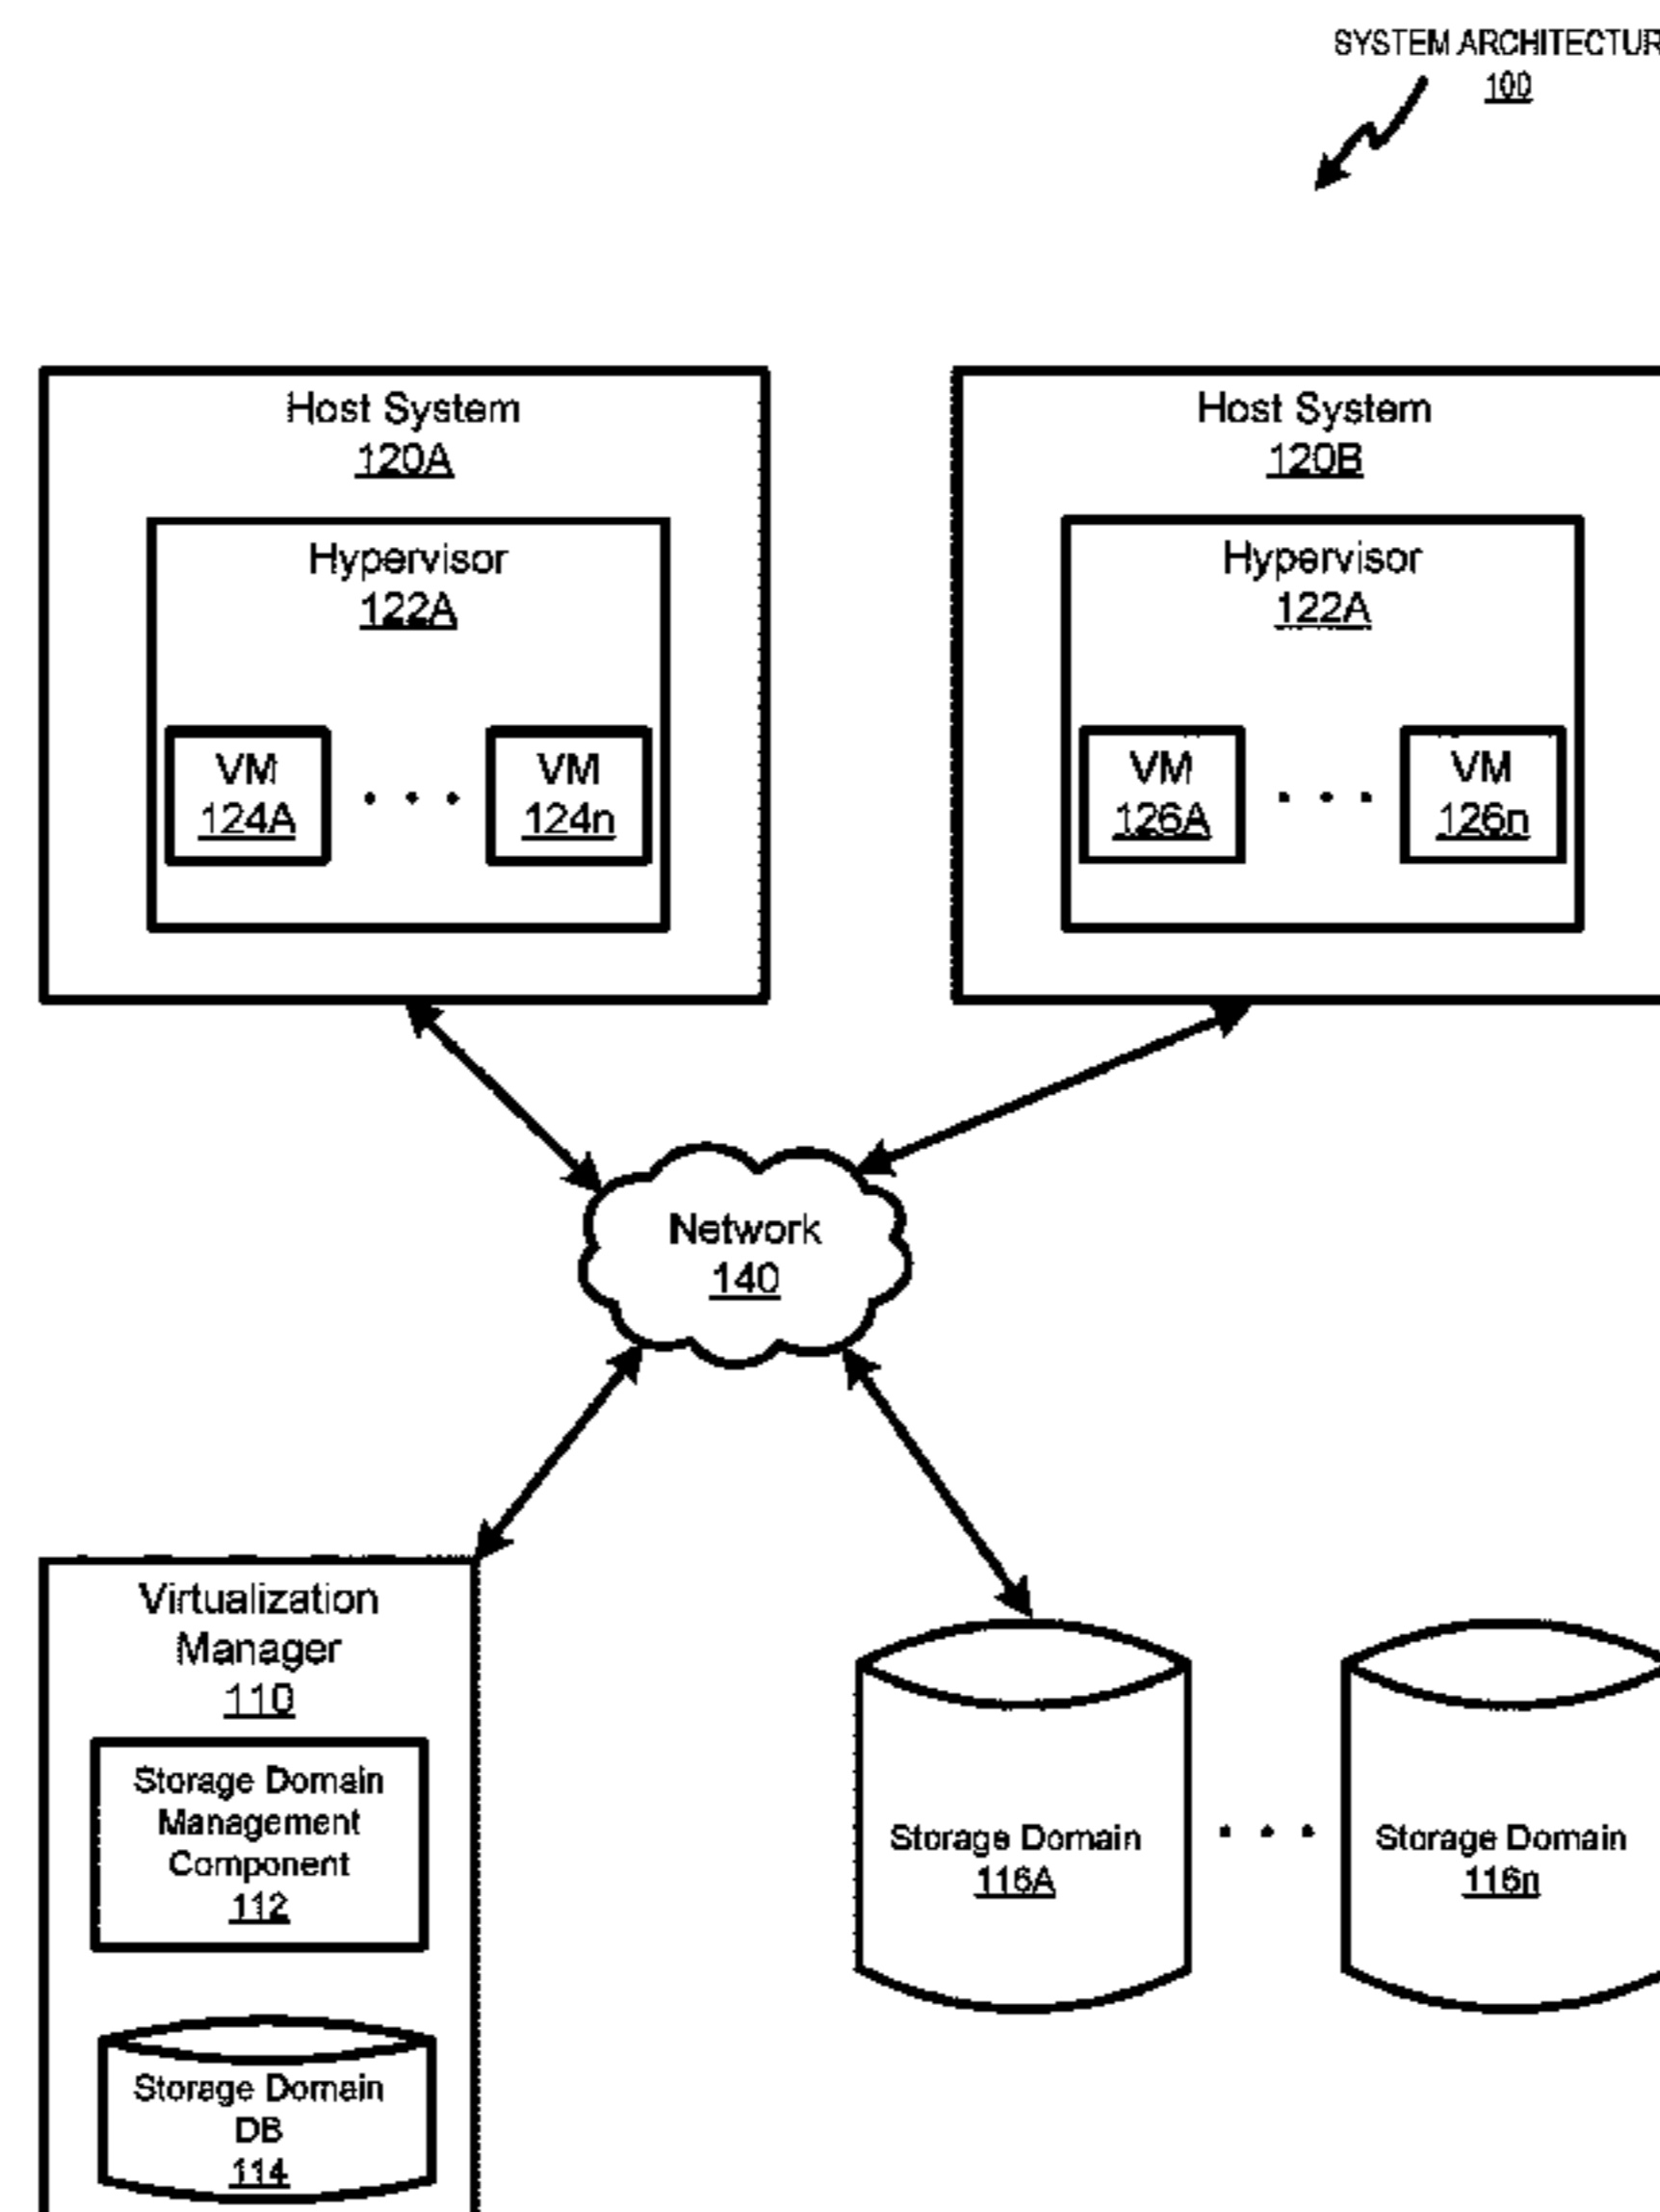 SYSTEM ARCHITECTUR
100
Host System
120A
Hypervisor
122A
VM
124A
VM
124n
Host System
120B
Hypervisor
122A
VM
126A
VM
126n
Network
140
Virtualization
Manager
110
Storage Domain
Management
Component
112
Storage Domain
DB
114
Storage Domain
116A
Storage Domain
116n